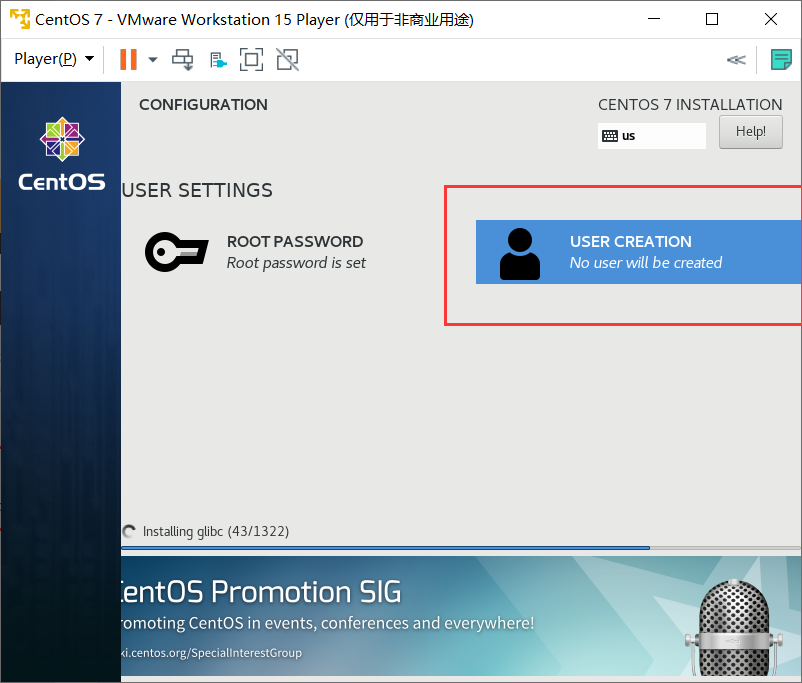 CentOS 7 - VMware Workstation 15 Player (仅用于非商业用途)
Player(P)
CONFIGURATION
CENTOS 7 INSTALLATION
us
Help!
CentOS
USER SETTINGS
ROOT PASSWORD
Root password is set
USER CREATION
No user will be created
Installing glibc (43/1322)
entOS Promotion SIG
romoting CentOS in events, conferences and everywhere!
ki.centos.org/SpecialInterestGroup